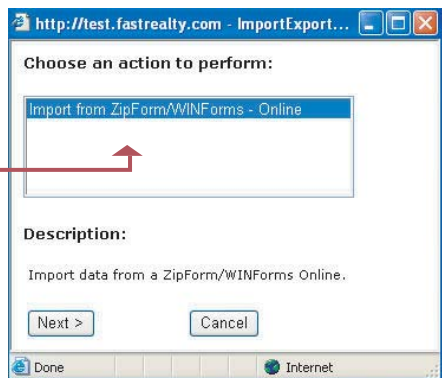 http://test.fastrealty.com - ImportExport...
Choose an action to perform:
Import from ZipForm/WINForms - Online
Description:
Import data from a ZipForm/WINForms Online.
Next > Cancel
Done Internet